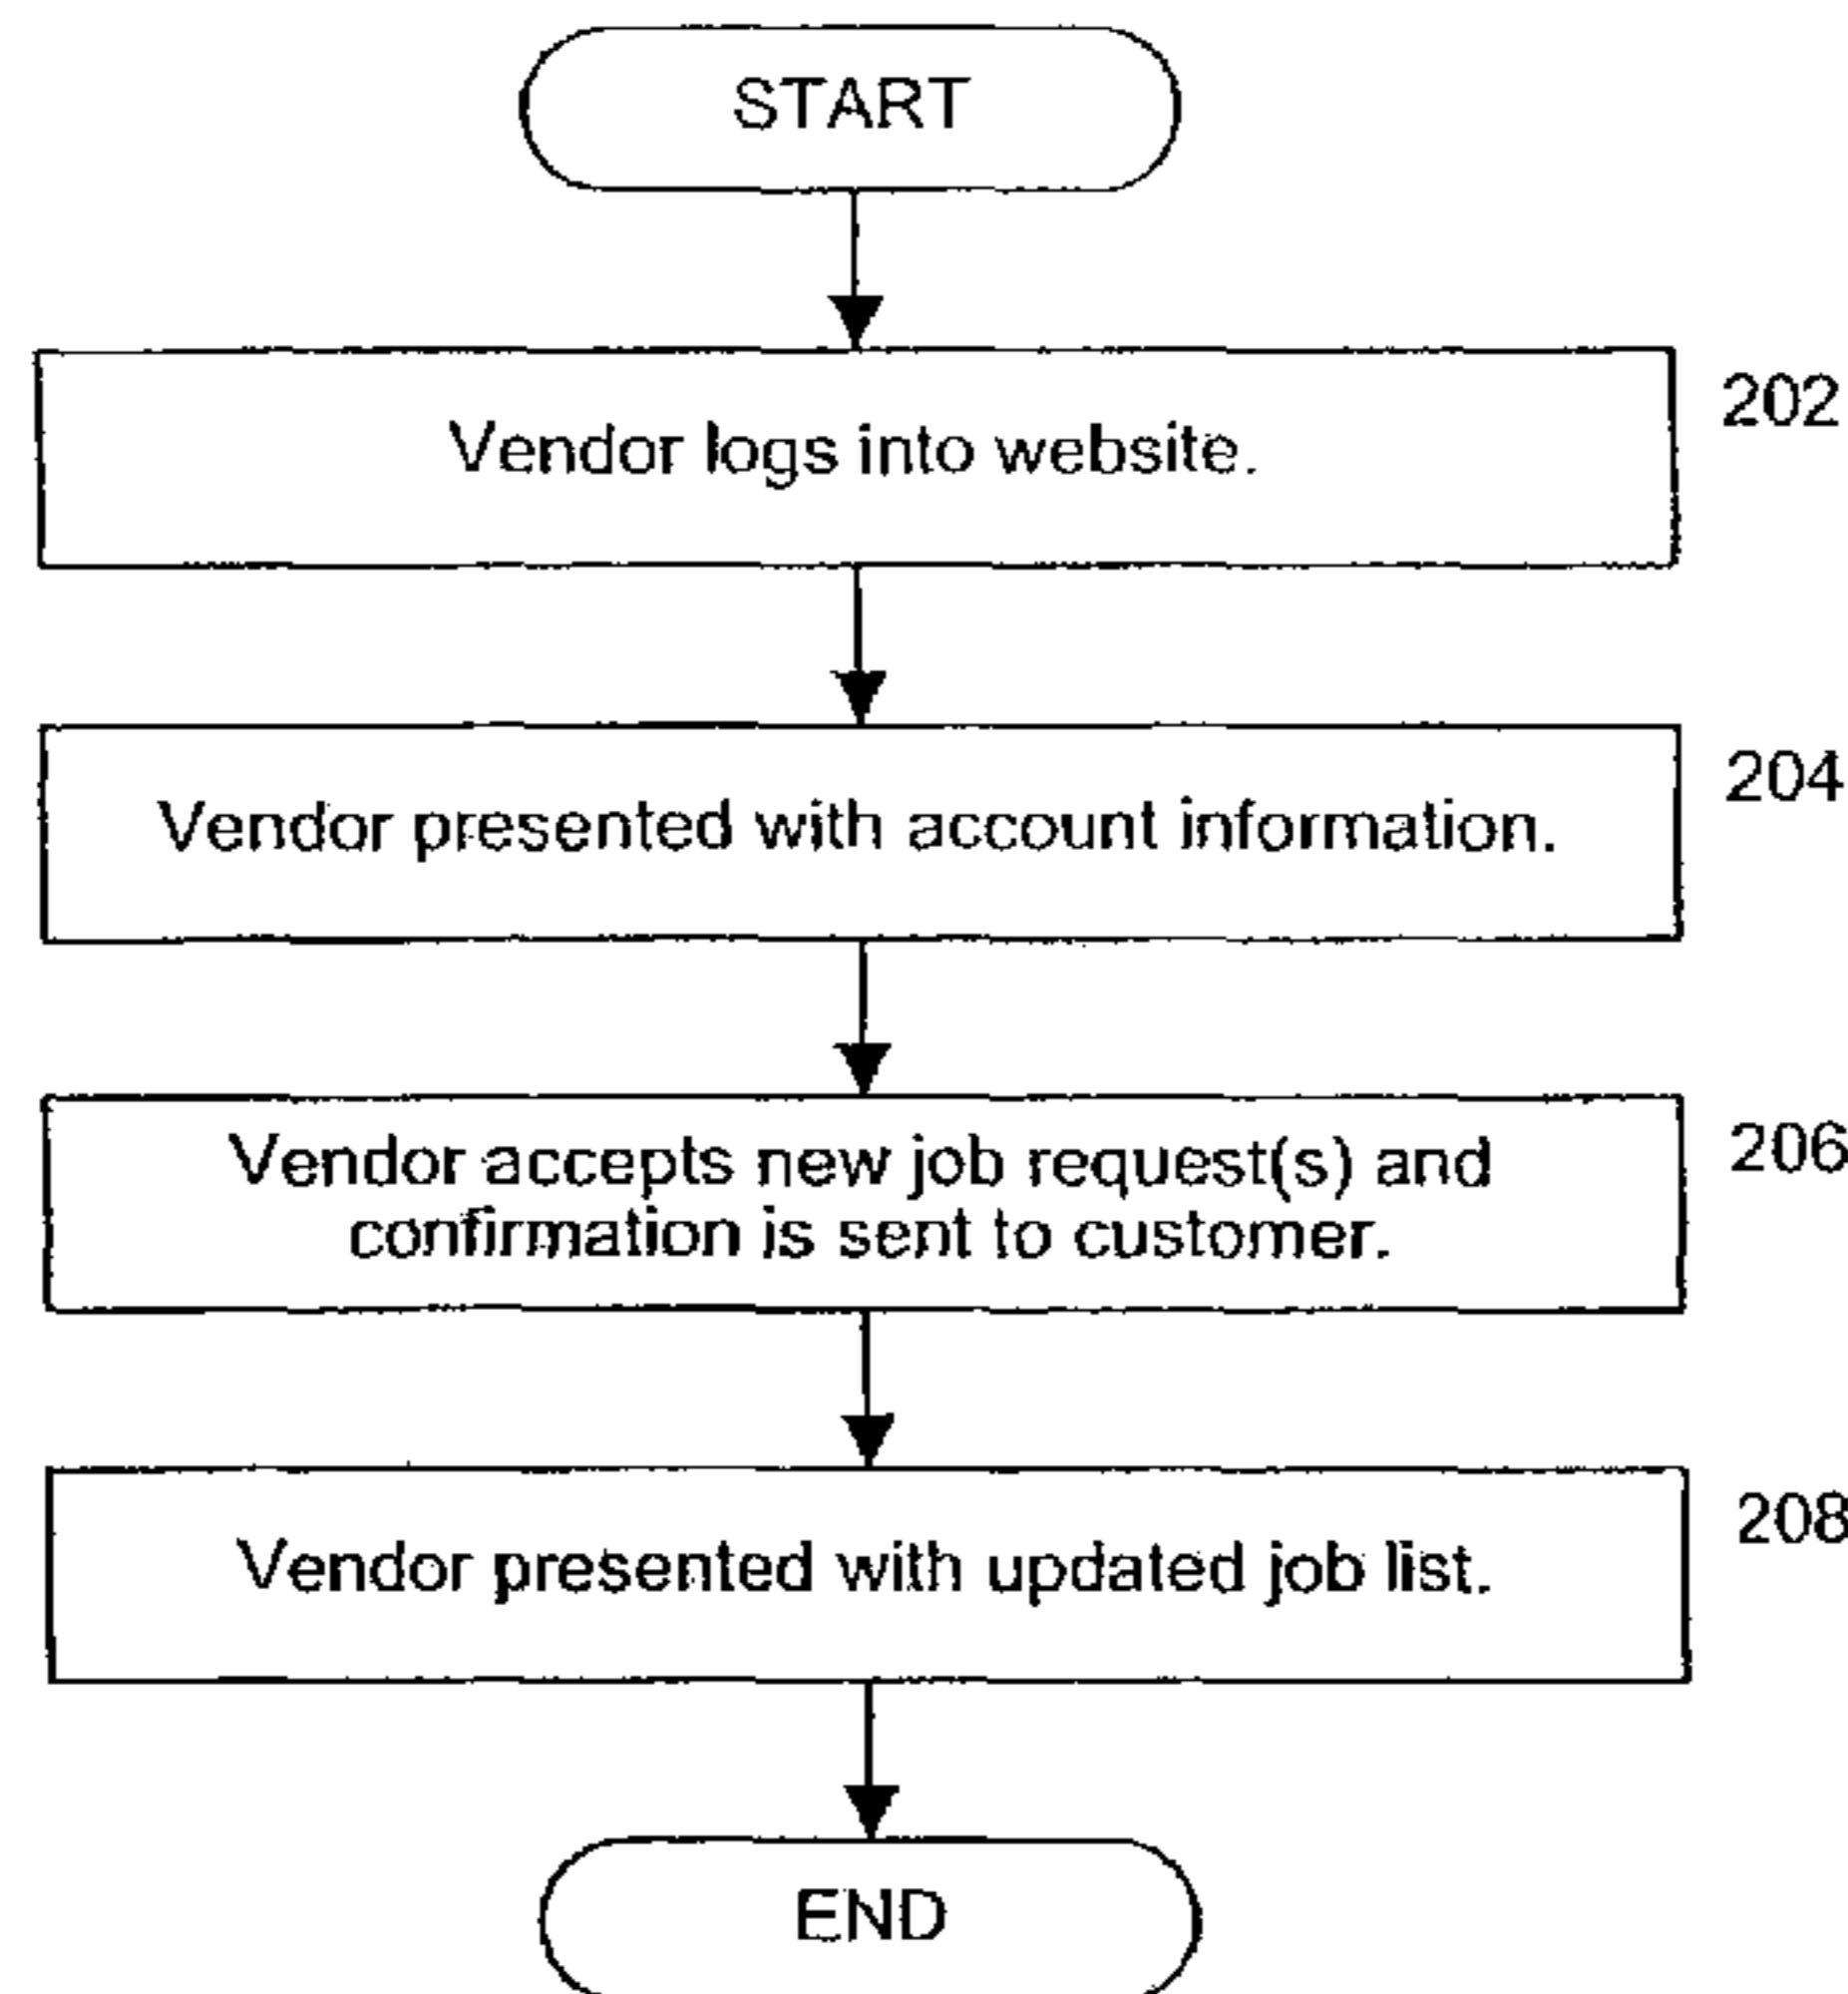 START
Vendor logs into website.
202
Vendor presented with account information.
204
Vendor accepts new job request(s) and
confirmation is sent to customer.
206
Vendor presented with updated job list.
208
END